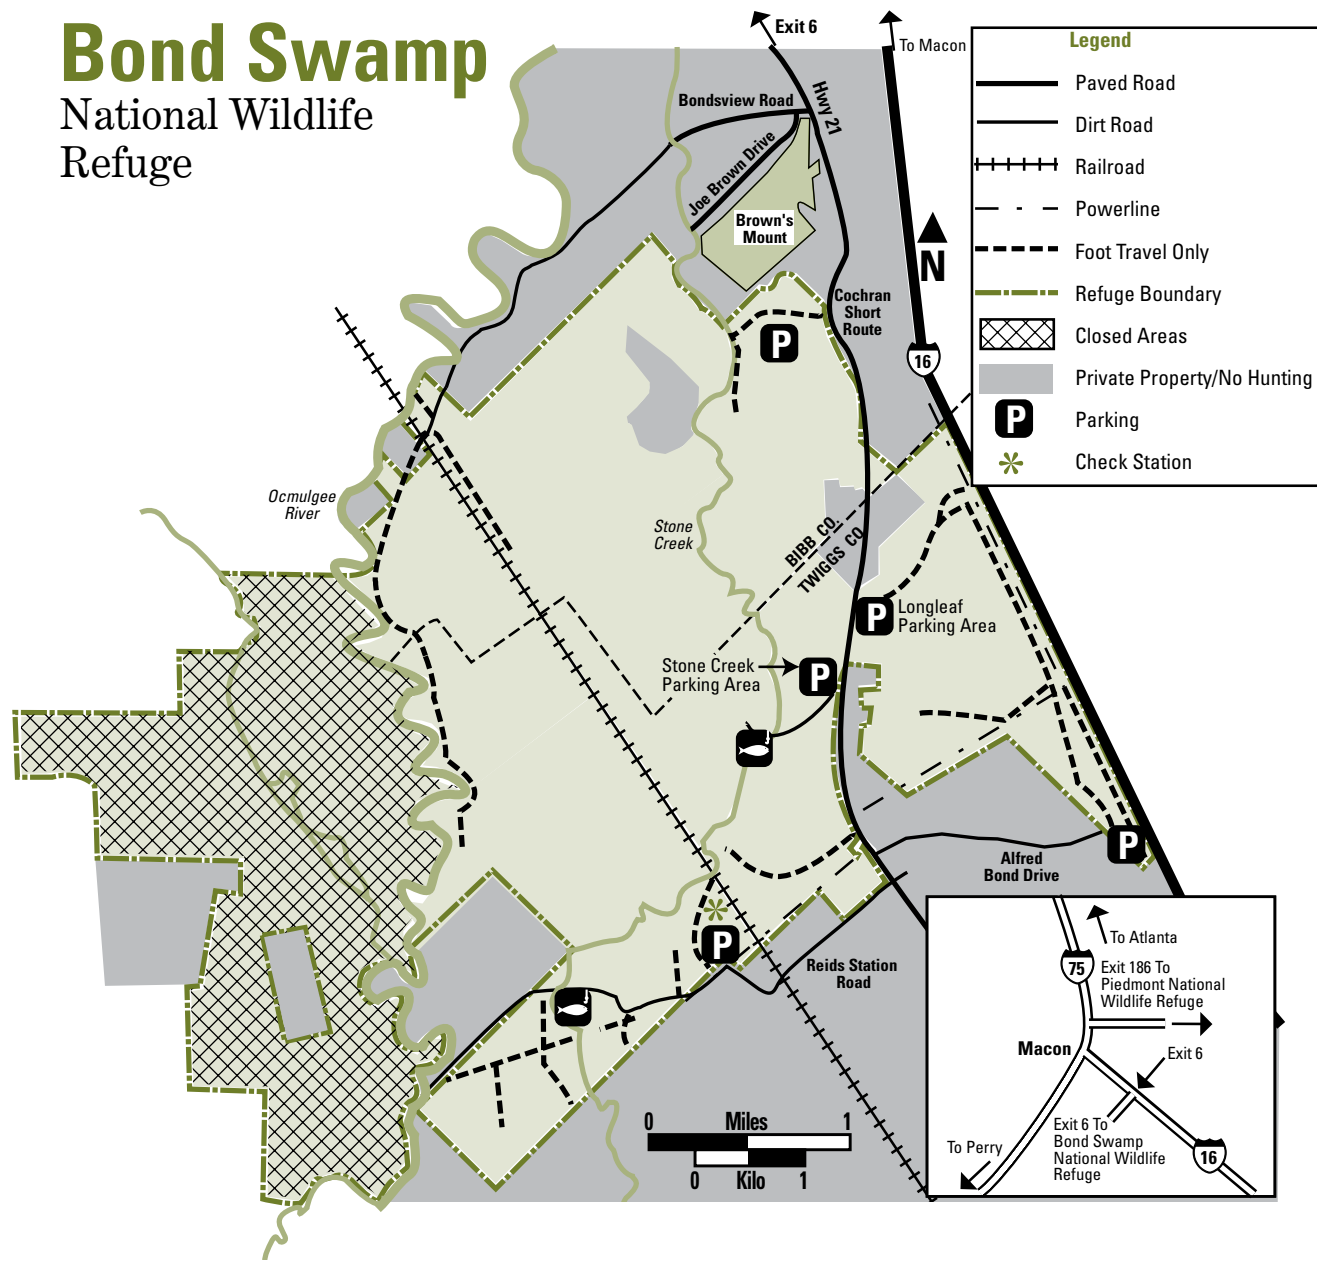 Bond Swamp
National Wildlife
Refuge
Exit 6
To Macon
Hwy 21
Bondsview Road
Joe Brown Drive
Brown's
Mount
N
Cochran
Short
Route
16
P
Legend
Paved Road
Dirt Road
Railroad
Powerline
Foot Travel Only
Refuge Boundary
Closed Areas
Private Property/No Hunting
P
Parking
Check Station
Ocmulgee
River
Stone
Creek
BIBB CO.
TWIGGS CO.
P
Longleaf
Parking Area
Stone Creek
Parking Area
P
P
Alfred
Bond Drive
P
Reids Station
Road
0
Miles
1
0
Kilo
1
To Atlanta
75
Exit 186 To
Piedmont National
Wildlife Refuge
Macon
Exit 6
Exit 6 To
Bond Swamp
National Wildlife
Refuge
To Perry
16